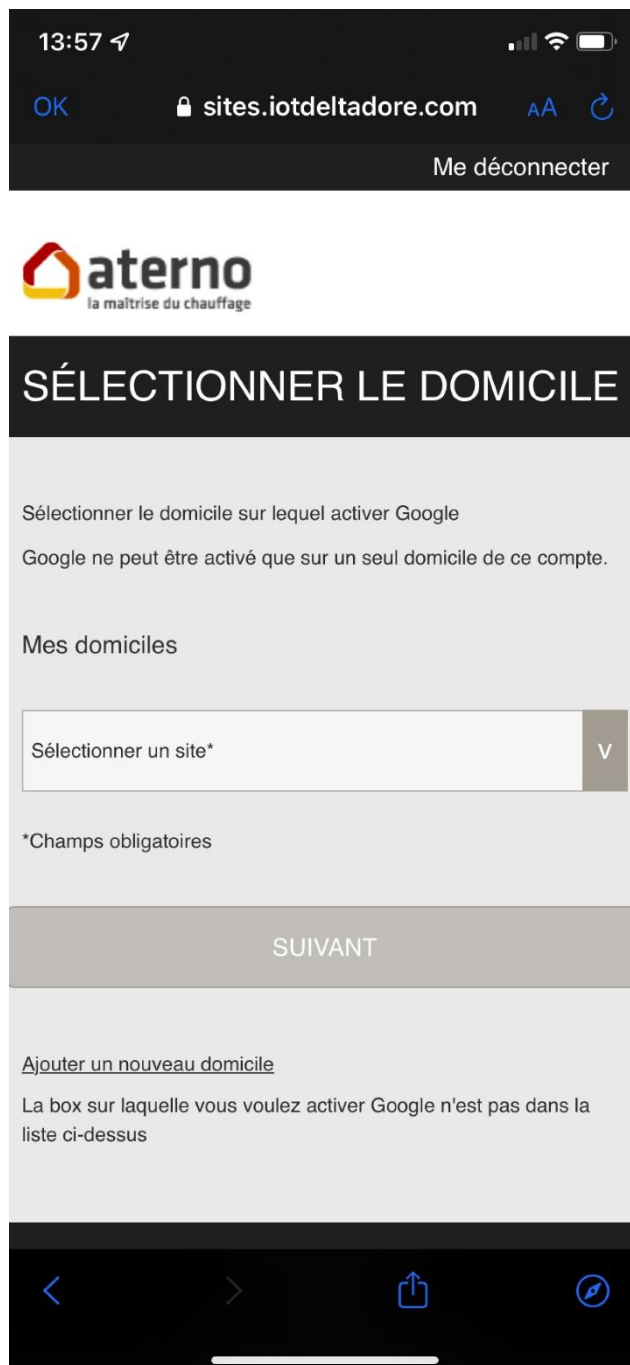 13:57
OK
sites.iotdeltadore.com
AA
Me déconnecter
aterno
la maîtrise du chauffage
SÉLECTIONNER LE DOMICILE
Sélectionner le domicile sur lequel activer Google
Google ne peut être activé que sur un seul domicile de ce compte.
Mes domiciles
Sélectionner un site*
V
*Champs obligatoires
SUIVANT
Ajouter un nouveau domicile
La box sur laquelle vous voulez activer Google n'est pas dans la
liste ci-dessus